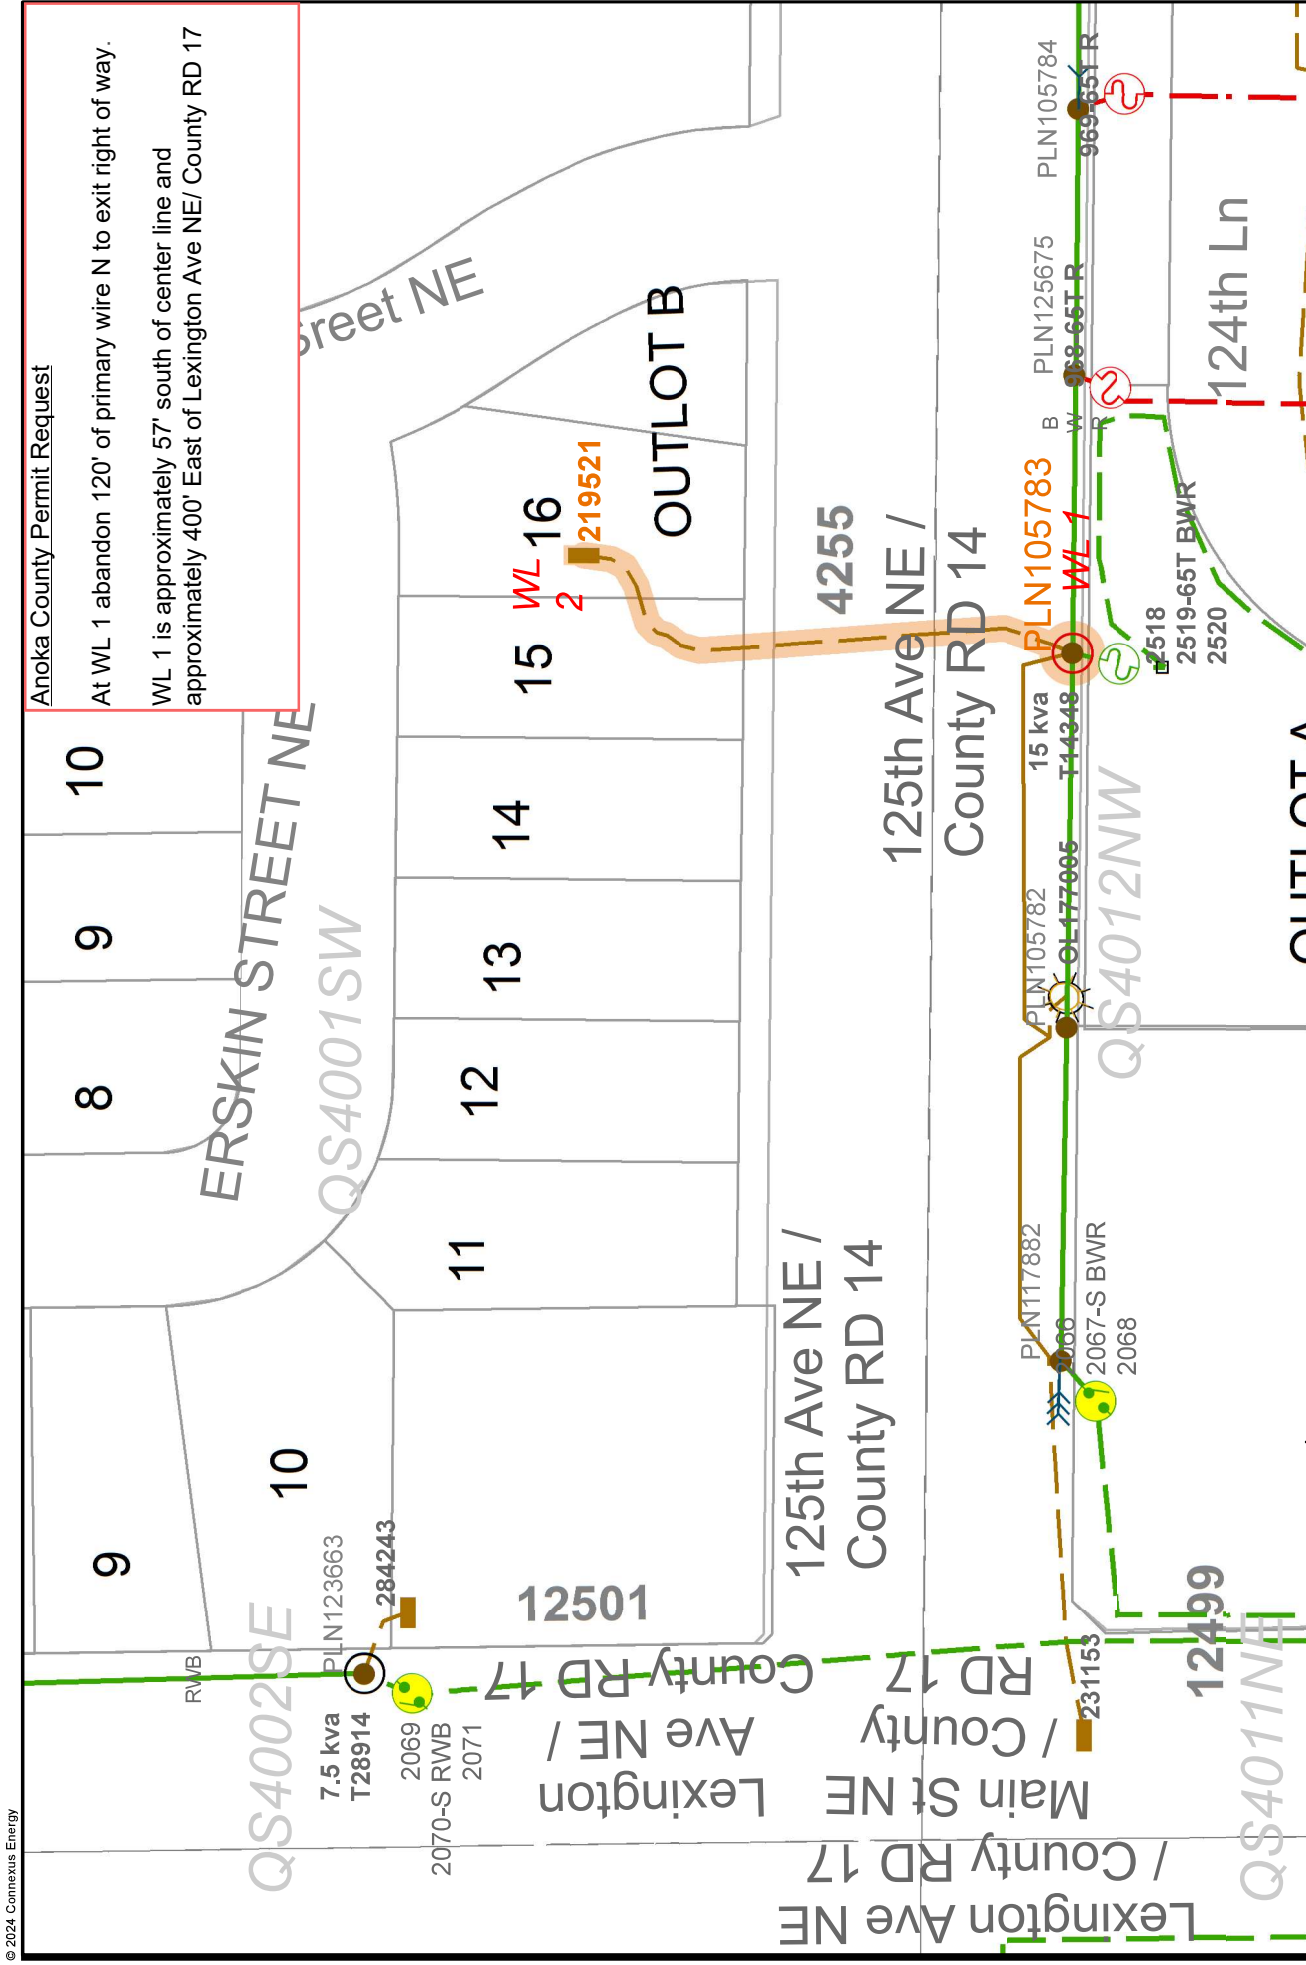 © 2024 Connexus Energy
Anoka County Permit Request
At WL 1 abandon 120' of primary wire N to exit right of way.
WL 1 is approximately 57' south of center line and
approximately 400' East of Lexington Ave NE/ County RD 17
reet NE
ERSKIN STREET NE
10
9
8
9
10
11
12
13
14
15
16
OUTLOT B
WL
2
219521
QS4001SW
QS4002SE
RWB
PLN123663
284243
7.5 kva
T28914
2069
2070-S RWB
2071
12501
4255
125th Ave NE /
County RD 14
125th Ave NE /
County RD 14
Lexington
Ave NE /
County RD 17
Main St NE
/ County
RD 17
Lexington Ave NE
/ County RD 17
231153
12499
QS4011NE
PLN117882
2067-S BWR
2068
PLN105782
OL177005
QS4012NW
15 kva
T14348
PLN105783
WL 1
2518
2519-65T BWR
2520
B
W
R
PLN125675
968-65T R
PLN105784
969-65T R
124th Ln